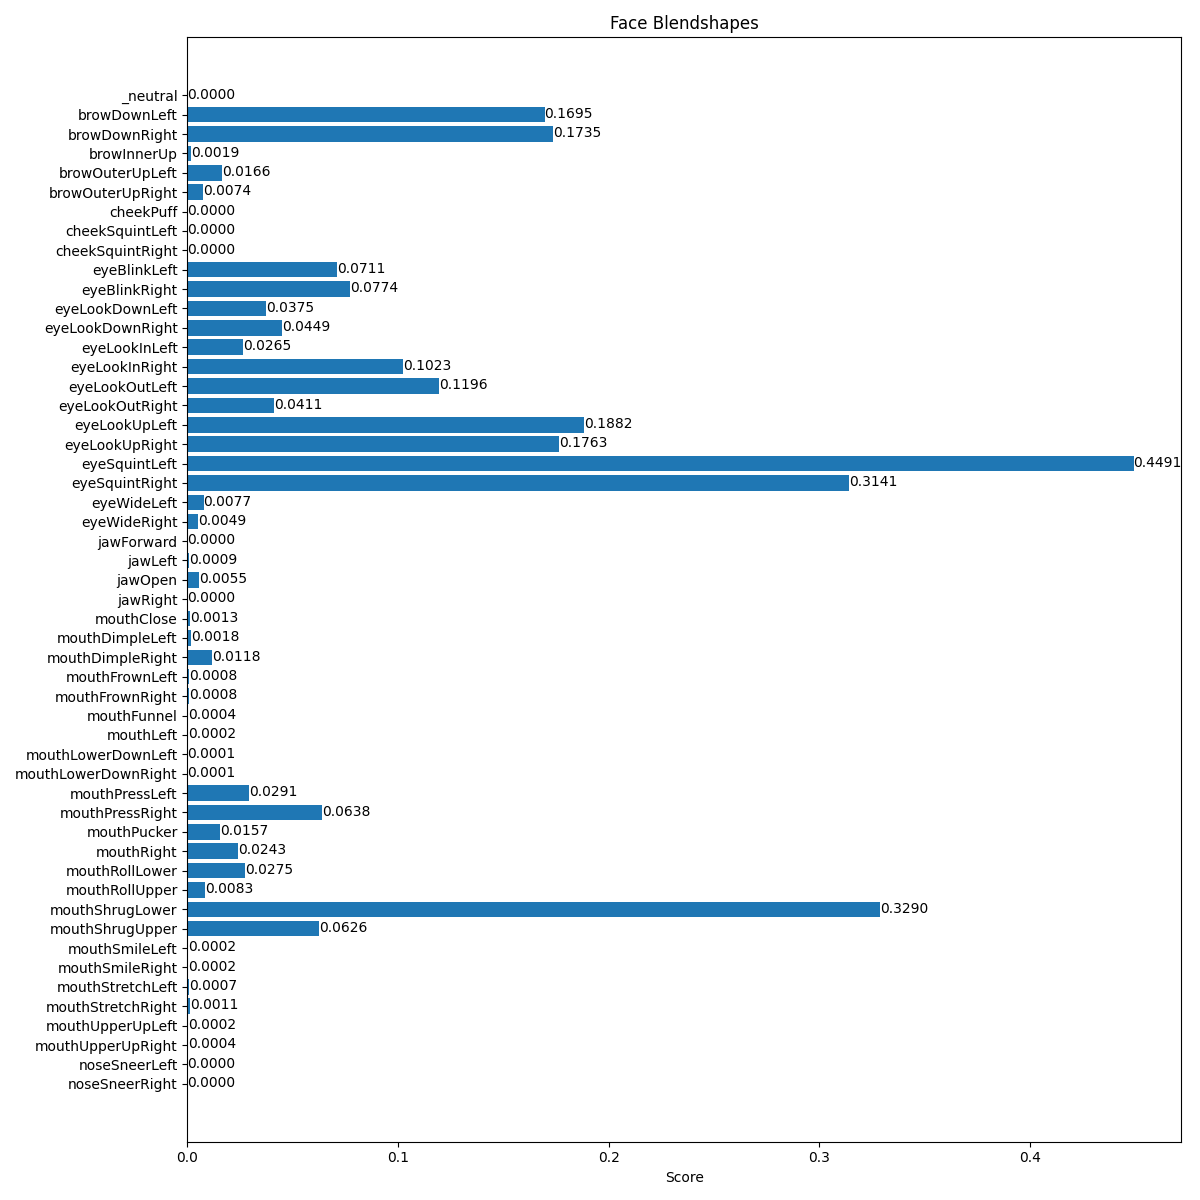 Face Blendshapes
_neutral 0.0000
browDownLeft 0.1695
browDownRight 0.1735
browInnerUp 0.0019
browOuterUpLeft 0.0166
browOuterUpRight 0.0074
cheekPuff 0.0000
cheekSquintLeft 0.0000
cheekSquintRight 0.0000
eyeBlinkLeft 0.0711
eyeBlinkRight 0.0774
eyeLookDownLeft 0.0375
eyeLookDownRight 0.0449
eyeLookInLeft 0.0265
eyeLookInRight 0.1023
eyeLookOutLeft 0.1196
eyeLookOutRight 0.0411
eyeLookUpLeft 0.1882
eyeLookUpRight 0.1763
eyeSquintLeft 0.4491
eyeSquintRight 0.3141
eyeWideLeft 0.0077
eyeWideRight 0.0049
jawForward 0.0000
jawLeft 0.0009
jawOpen 0.0055
jawRight 0.0000
mouthClose 0.0013
mouthDimpleLeft 0.0018
mouthDimpleRight 0.0118
mouthFrownLeft 0.0008
mouthFrownRight 0.0008
mouthFunnel 0.0004
mouthLeft 0.0002
mouthLowerDownLeft 0.0001
mouthLowerDownRight 0.0001
mouthPressLeft 0.0291
mouthPressRight 0.0638
mouthPucker 0.0157
mouthRight 0.0243
mouthRollLower 0.0275
mouthRollUpper 0.0083
mouthShrugLower 0.3290
mouthShrugUpper 0.0626
mouthSmileLeft 0.0002
mouthSmileRight 0.0002
mouthStretchLeft 0.0007
mouthStretchRight 0.0011
mouthUpperUpLeft 0.0002
mouthUpperUpRight 0.0004
noseSneerLeft 0.0000
noseSneerRight 0.0000
0.0 0.1 0.2 0.3 0.4
Score